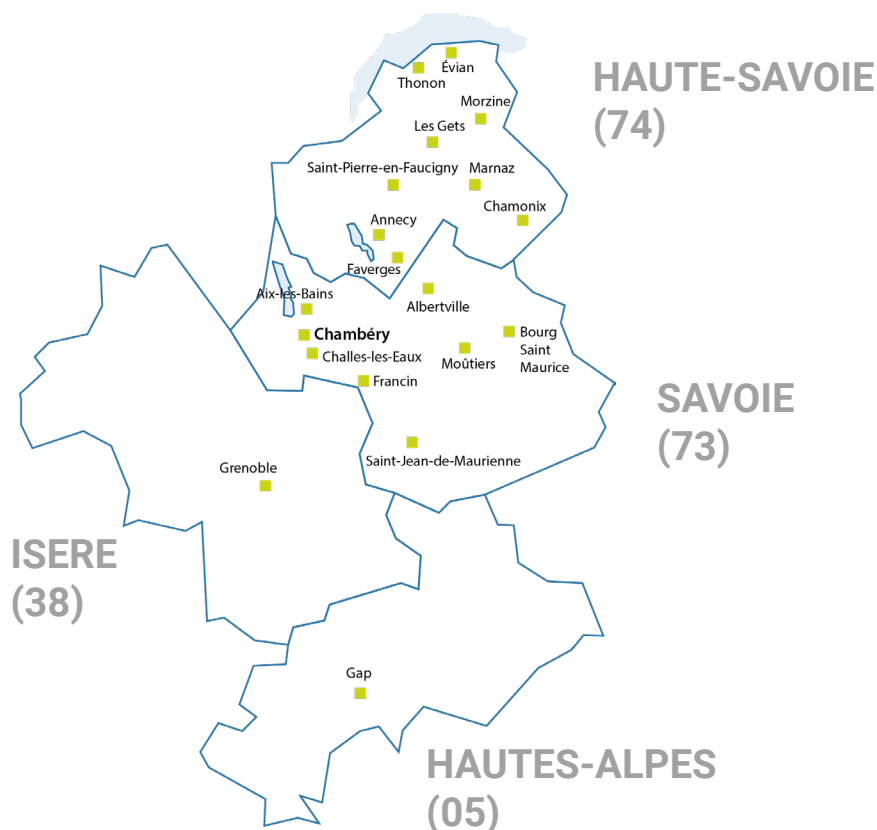 Évian
Thonon
HAUTE-SAVOIE
(74)
Morzine
Les Gets
Saint-Pierre-en-Faucigny
Marnaz
Chamonix
Annecy
Faverges
Aix-les-Bains
Albertville
Chambéry
Bourg
Saint
Maurice
Challes-les-Eaux
Moûtiers
Francin
SAVOIE
(73)
Saint-Jean-de-Maurienne
Grenoble
ISERE
(38)
Gap
HAUTES-ALPES
(05)